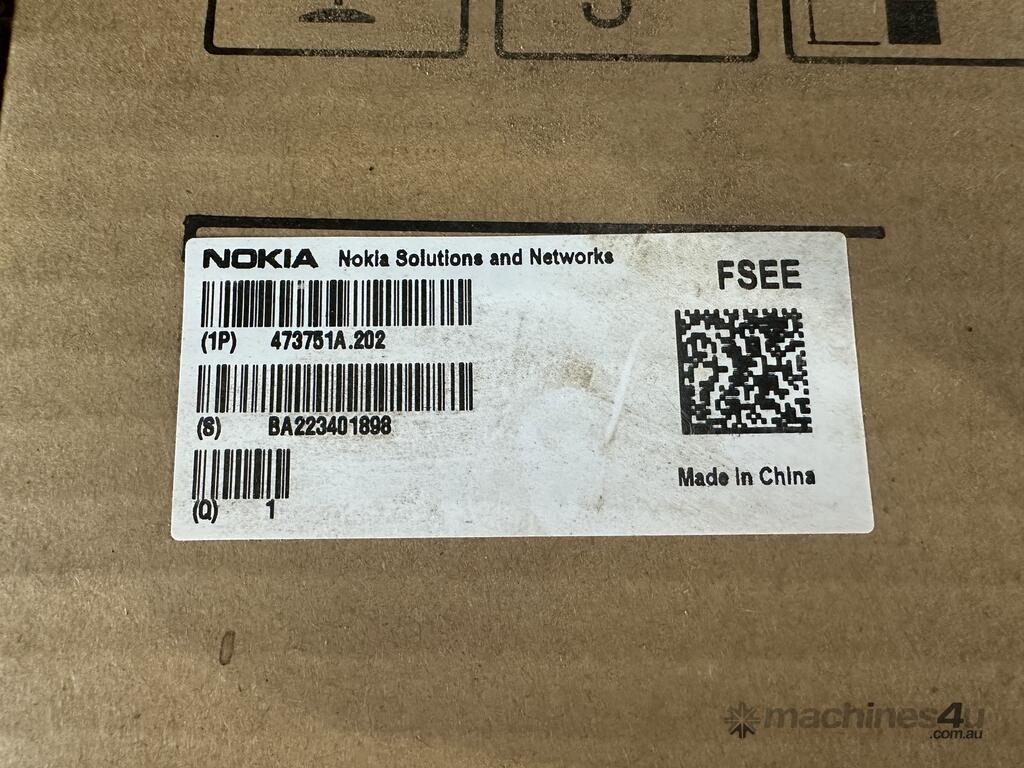 NOKIA Nokia Solutions and Networks
FSEE
(1P) 473751A.202
(S) BA223401898
(Q) 1
Made in China
machines4u
.com.au